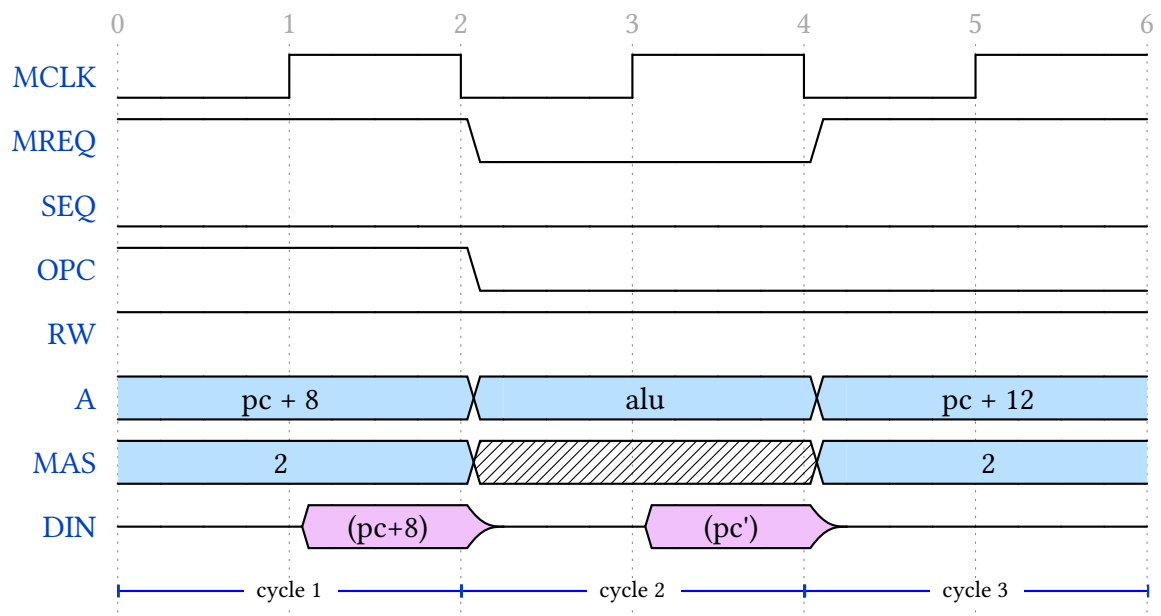 0 1 2 3 4 5 6
MCLK
MREQ
SEQ
OPC
RW
A pc + 8 alu pc + 12
MAS 2 2
DIN (pc+8) (pc')
cycle 1 cycle 2 cycle 3